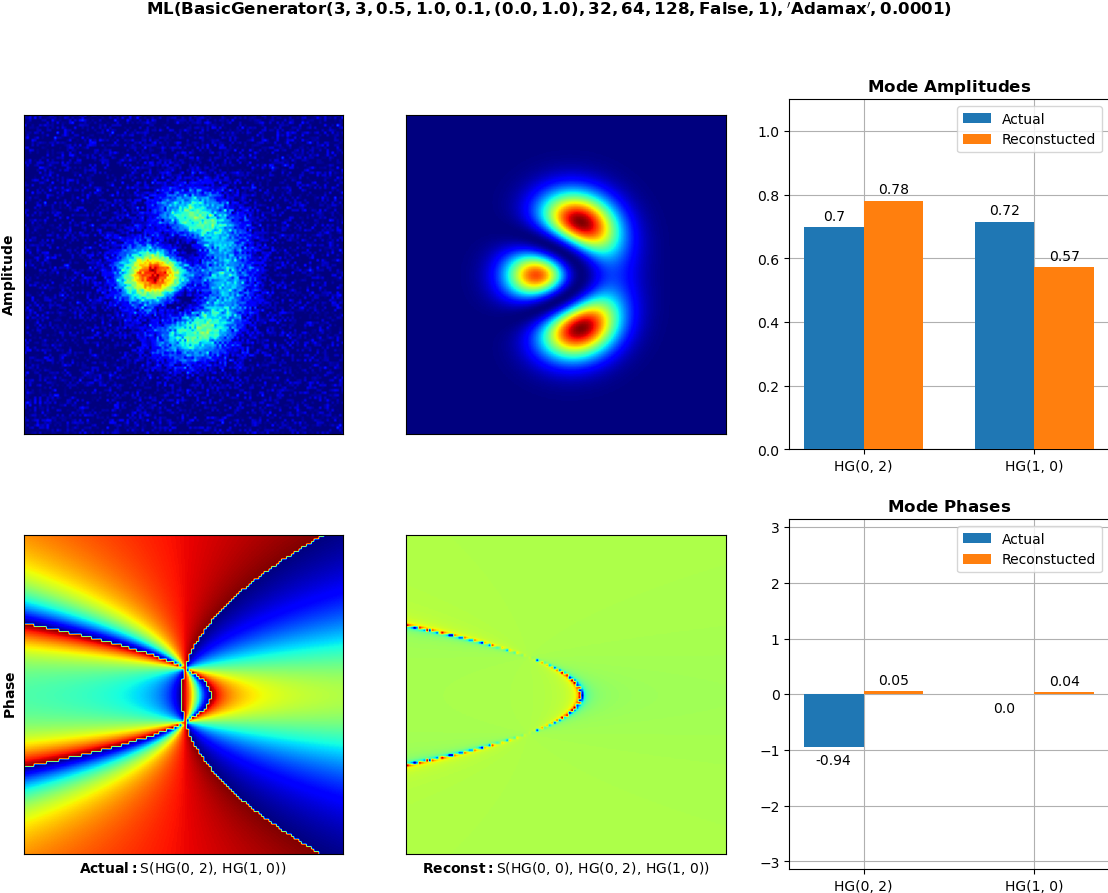 ML(BasicGenerator(3, 3, 0.5, 1.0, 0.1, (0.0, 1.0), 32, 64, 128, False, 1), ′Adamax′, 0.0001)
Amplitude
Mode Amplitudes
Actual
Reconstucted
1.0
0.8
0.6
0.4
0.2
0.0
0.7
0.78
0.72
0.57
HG(0, 2)
HG(1, 0)
Phase
Actual: S(HG(0, 2), HG(1, 0))
Reconst: S(HG(0, 0), HG(0, 2), HG(1, 0))
Mode Phases
Actual
Reconstucted
3
2
1
0
−1
−2
−3
-0.94
0.05
0.0
0.04
HG(0, 2)
HG(1, 0)